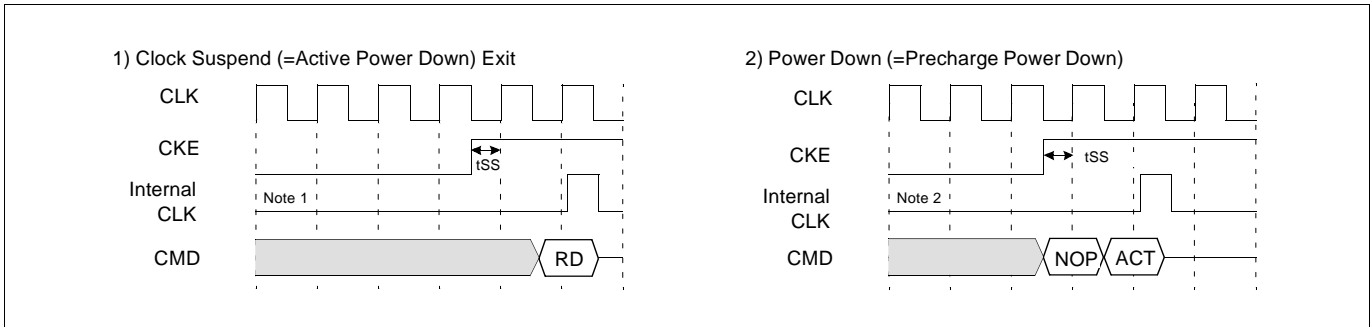 1) Clock Suspend (=Active Power Down) Exit
CLK
CKE
tSS
Internal
CLK
Note 1
CMD
RD
2) Power Down (=Precharge Power Down)
CLK
CKE
tSS
Internal
CLK
Note 2
CMD
NOP
ACT